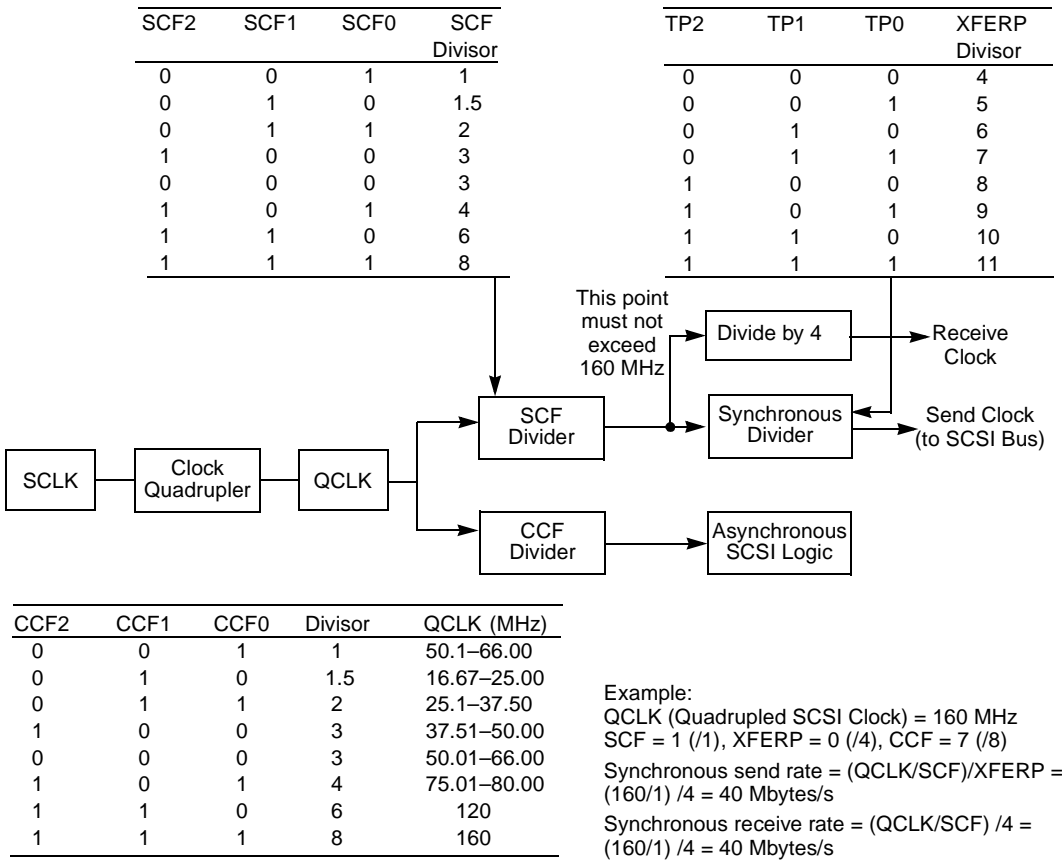 SCF2 SCF1 SCF0 SCF Divisor
0 0 1 1
0 1 0 1.5
0 1 1 2
1 0 0 3
0 0 0 3
1 0 1 4
1 1 0 6
1 1 1 8
TP2 TP1 TP0 XFERP Divisor
0 0 0 4
0 0 1 5
0 1 0 6
0 1 1 7
1 0 0 8
1 0 1 9
1 1 0 10
1 1 1 11
This point
must not
exceed
160 MHz
Divide by 4
Receive
Clock
SCF
Divider
Synchronous
Divider
Send Clock
(to SCSI Bus)
SCLK
Clock
Quadrupler
QCLK
CCF
Divider
Asynchronous
SCSI Logic
CCF2 CCF1 CCF0 Divisor QCLK (MHz)
0 0 1 1 50.1–66.00
0 1 0 1.5 16.67–25.00
0 1 1 2 25.1–37.50
1 0 0 3 37.51–50.00
0 0 0 3 50.01–66.00
1 0 1 4 75.01–80.00
1 1 0 6 120
1 1 1 8 160
Example:
QCLK (Quadrupled SCSI Clock) = 160 MHz
SCF = 1 (/1), XFERP = 0 (/4), CCF = 7 (/8)
Synchronous send rate = (QCLK/SCF)/XFERP =
(160/1) /4 = 40 Mbytes/s
Synchronous receive rate = (QCLK/SCF) /4 =
(160/1) /4 = 40 Mbytes/s